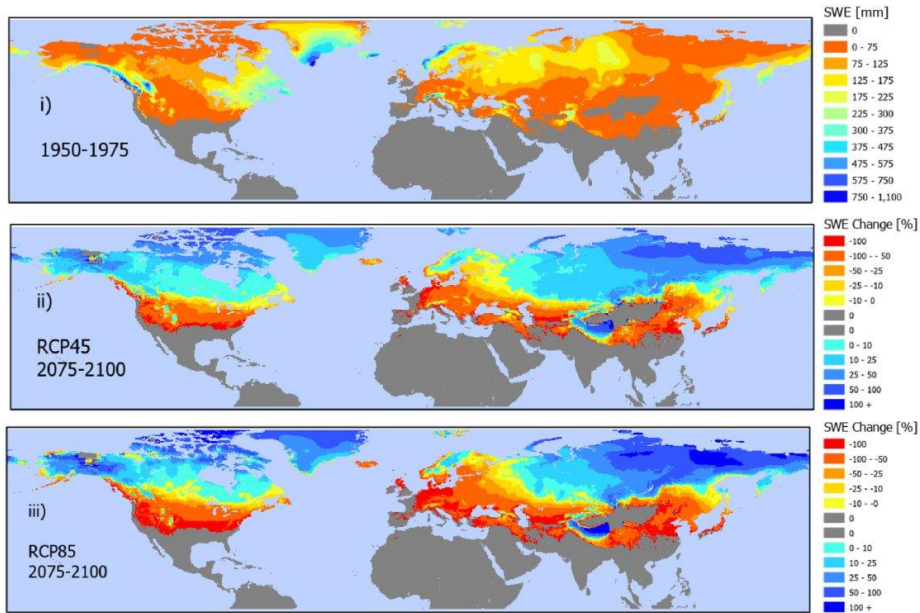 SWE [mm]
0
0 - 75
75 - 125
125 - 175
175 - 225
225 - 300
300 - 375
375 - 475
475 - 575
575 - 750
750 - 1,100
i)
1950-1975
SWE Change [%]
-100
-100 - -50
-50 - -25
-25 - -10
-10 - 0
0
0
0 - 10
10 - 25
25 - 50
50 - 100
100 +
ii)
RCP45
2075-2100
SWE Change [%]
-100
-100 - -50
-50 - -25
-25 - -10
-10 - -0
0
0
0 - 10
10 - 25
25 - 50
50 - 100
100 +
iii)
RCP85
2075-2100